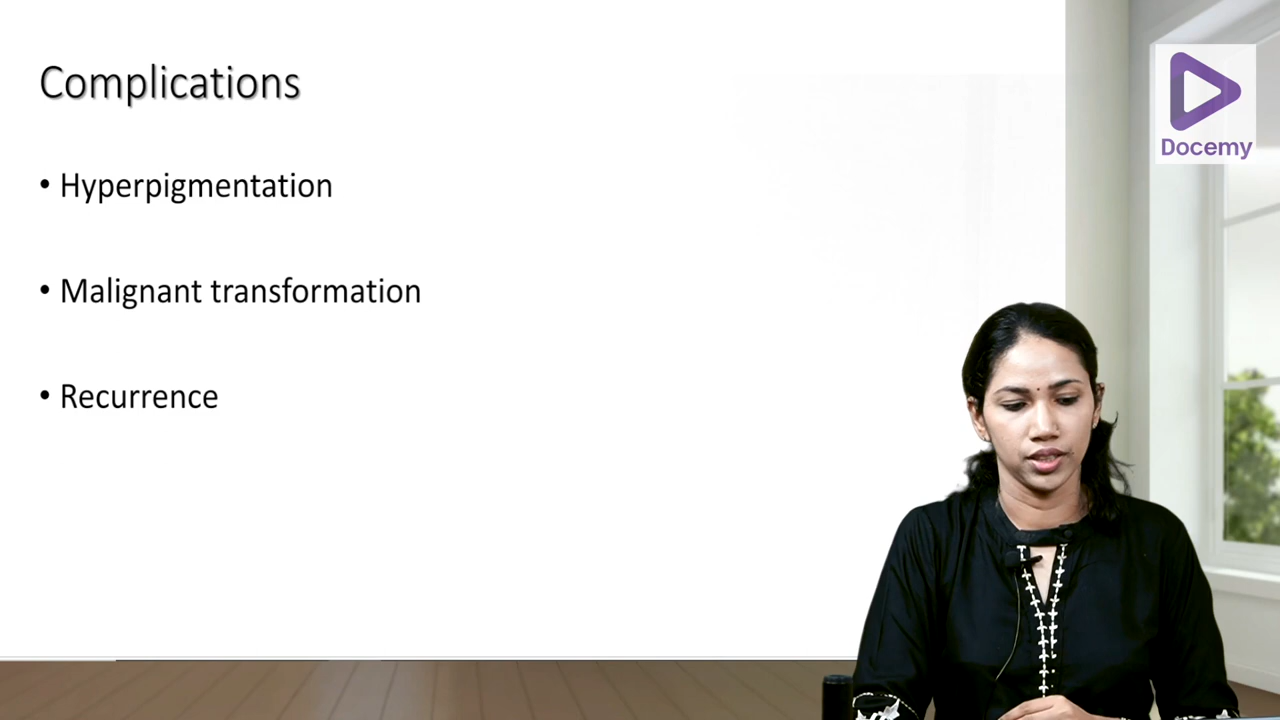 Complications
• Hyperpigmentation
• Malignant transformation
• Recurrence
Docemy